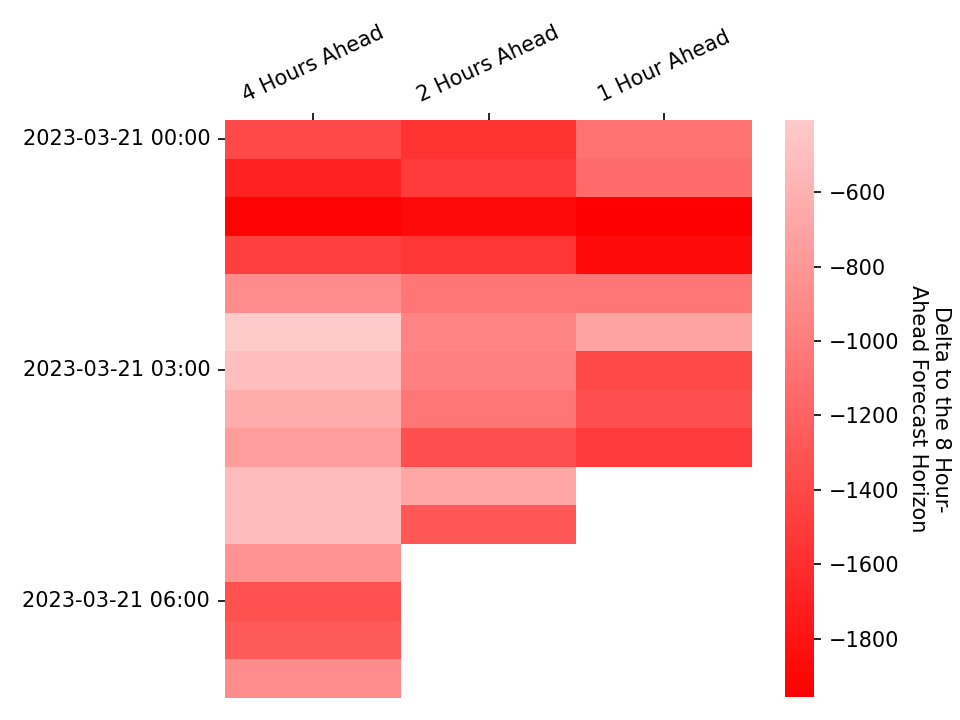 4 Hours Ahead
2 Hours Ahead
1 Hour Ahead
2023-03-21 00:00
2023-03-21 03:00
2023-03-21 06:00
−600
−800
−1000
−1200
−1400
−1600
−1800
Delta to the 8 Hour-
Ahead Forecast Horizon